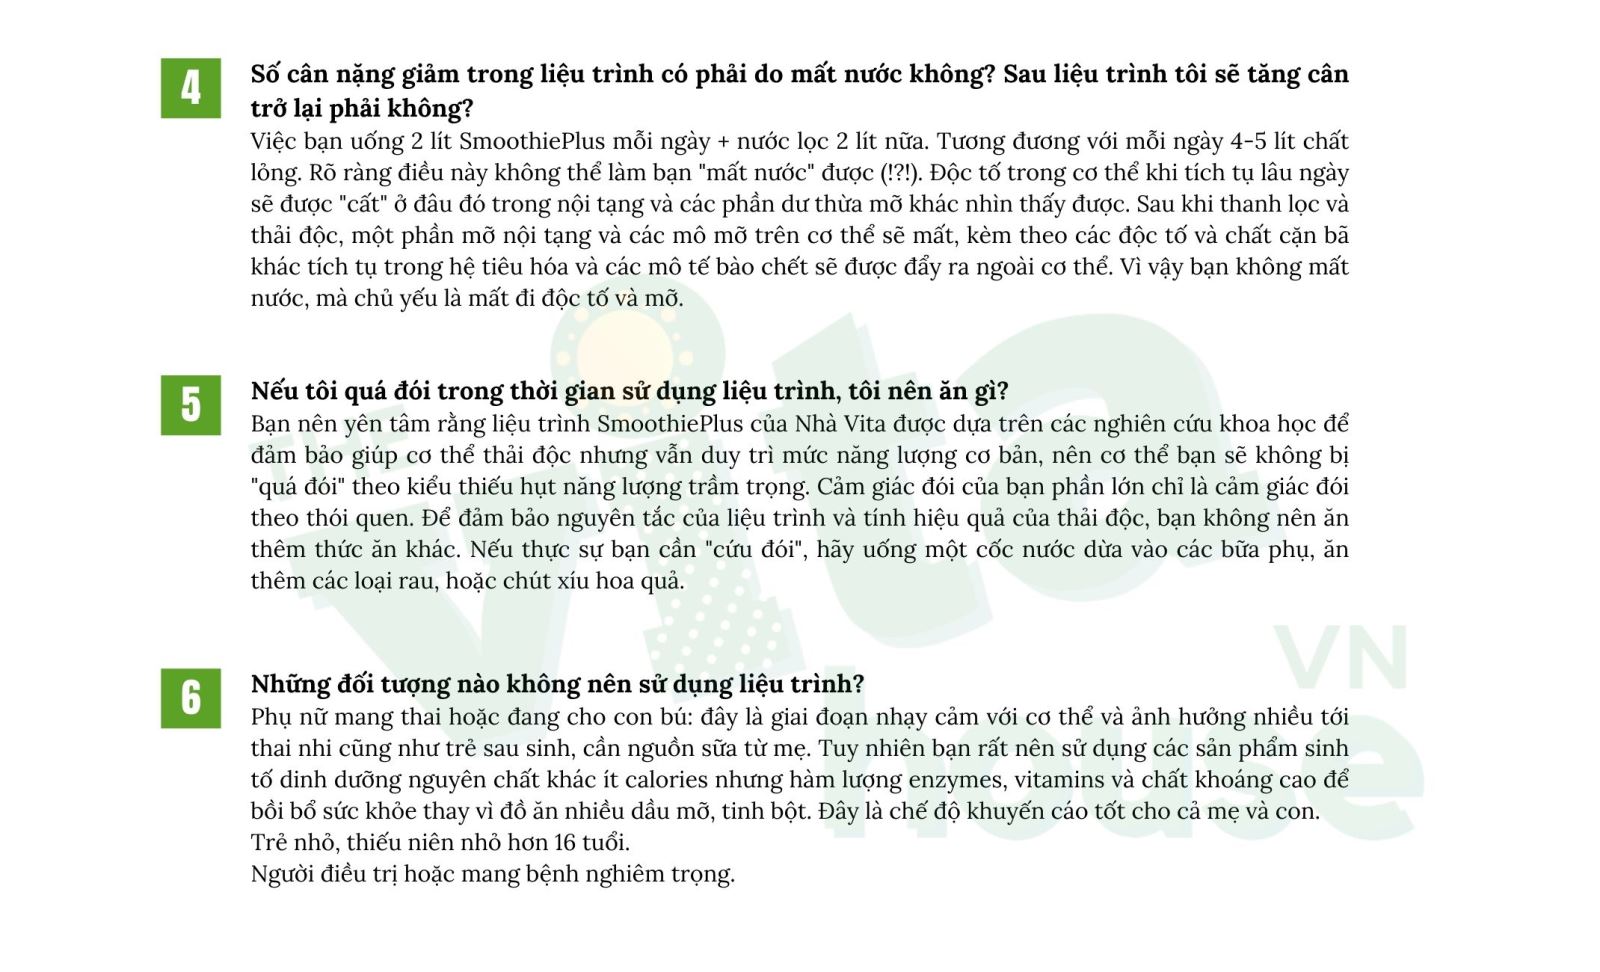 4
Số cân nặng giảm trong liệu trình có phải do mất nước không? Sau liệu trình tôi sẽ tăng cân
trở lại phải không?
Việc bạn uống 2 lít SmoothiePlus mỗi ngày + nước lọc 2 lít nữa. Tương đương với mỗi ngày 4-5 lít chất
lỏng. Rõ ràng điều này không thể làm bạn "mất nước" được (!?!). Độc tố trong cơ thể khi tích tụ lâu ngày
sẽ được "cất" ở đâu đó trong nội tạng và các phần dư thừa mỡ khác nhìn thấy được. Sau khi thanh lọc và
thải độc, một phần mỡ nội tạng và các mô mỡ trên cơ thể sẽ mất, kèm theo các độc tố và chất cặn bã
khác tích tụ trong hệ tiêu hóa và các mô tế bào chết sẽ được đẩy ra ngoài cơ thể. Vì vậy bạn không mất
nước, mà chủ yếu là mất đi độc tố và mỡ.
5
Nếu tôi quá đói trong thời gian sử dụng liệu trình, tôi nên ăn gì?
Bạn nên yên tâm rằng liệu trình SmoothiePlus của Nhà Vita được dựa trên các nghiên cứu khoa học để
đảm bảo giúp cơ thể thải độc nhưng vẫn duy trì mức năng lượng cơ bản, nên cơ thể bạn sẽ không bị
"quá đói" theo kiểu thiếu hụt năng lượng trầm trọng. Cảm giác đói của bạn phần lớn chỉ là cảm giác đói
theo thói quen. Để đảm bảo nguyên tắc của liệu trình và tính hiệu quả của thải độc, bạn không nên ăn
thêm thức ăn khác. Nếu thực sự bạn cần "cứu đói", hãy uống một cốc nước dừa vào các bữa phụ, ăn
thêm các loại rau, hoặc chút xíu hoa quả.
6
Những đối tượng nào không nên sử dụng liệu trình?
Phụ nữ mang thai hoặc đang cho con bú: đây là giai đoạn nhạy cảm với cơ thể và ảnh hưởng nhiều tới
thai nhi cũng như trẻ sau sinh, cần nguồn sữa từ mẹ. Tuy nhiên bạn rất nên sử dụng các sản phẩm sinh
tố dinh dưỡng nguyên chất khác ít calories nhưng hàm lượng enzymes, vitamins và chất khoáng cao để
bồi bổ sức khỏe thay vì đồ ăn nhiều dầu mỡ, tinh bột. Đây là chế độ khuyến cáo tốt cho cả mẹ và con.
Trẻ nhỏ, thiếu niên nhỏ hơn 16 tuổi.
Người điều trị hoặc mang bệnh nghiêm trọng.
THE
Vita
VN
house